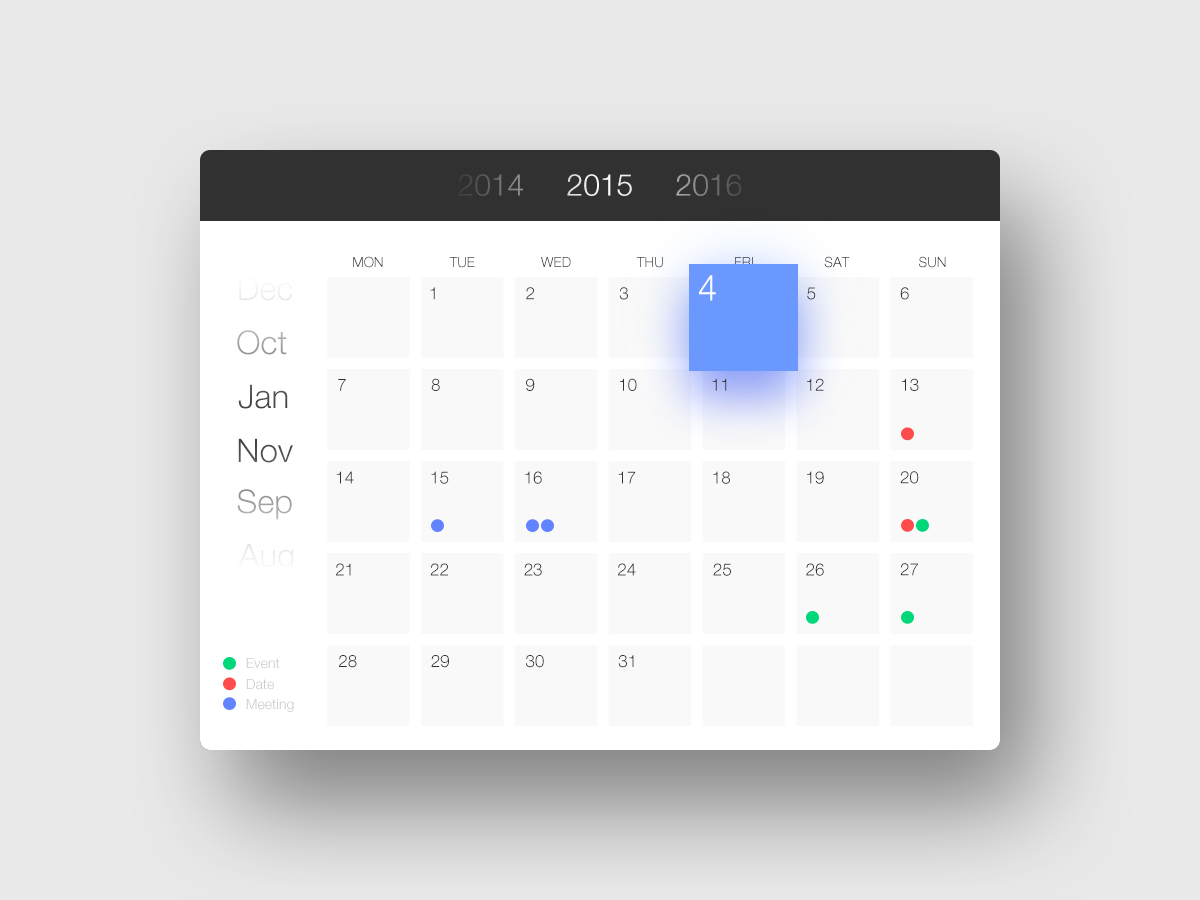 2014 2015 2016
MON TUE WED THU FRI SAT SUN
Dec
Oct
Jan
Nov
Sep
Aug
1 2 3 4 5 6
7 8 9 10 11 12 13
14 15 16 17 18 19 20
21 22 23 24 25 26 27
28 29 30 31
Event
Date
Meeting